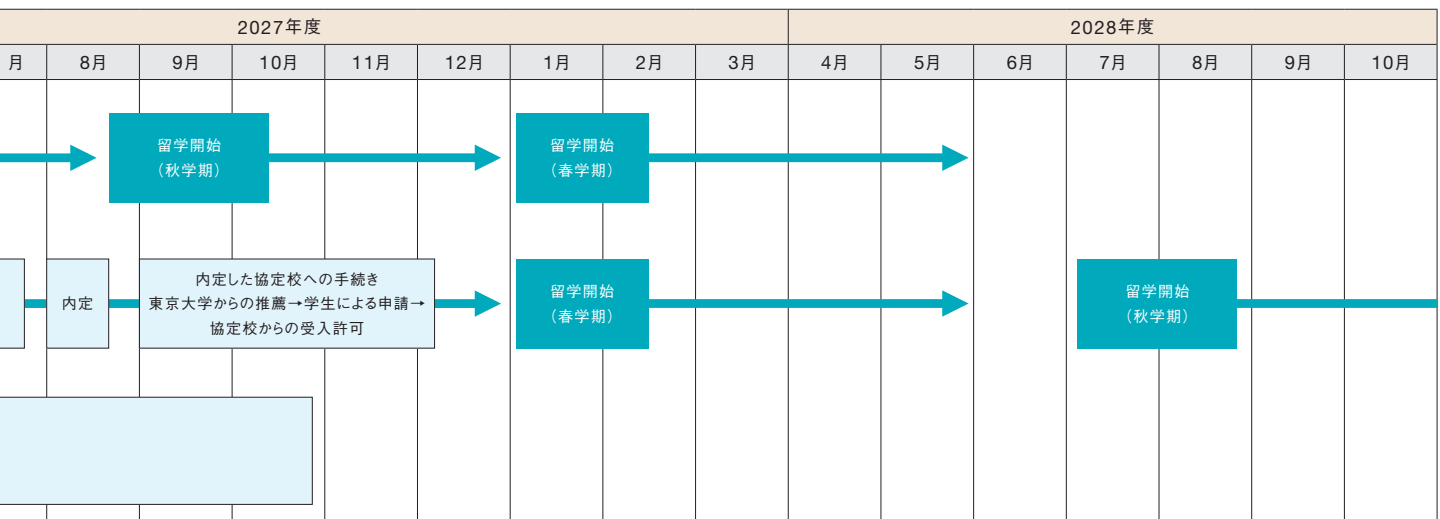 2027年度
2028年度
月
8月
9月
10月
11月
12月
1月
2月
3月
4月
5月
6月
7月
8月
9月
10月
留学開始
（秋学期）
留学開始
（春学期）
内定
内定した協定校への手続き
東京大学からの推薦→学生による申請→
協定校からの受入許可
留学開始
（春学期）
留学開始
（秋学期）